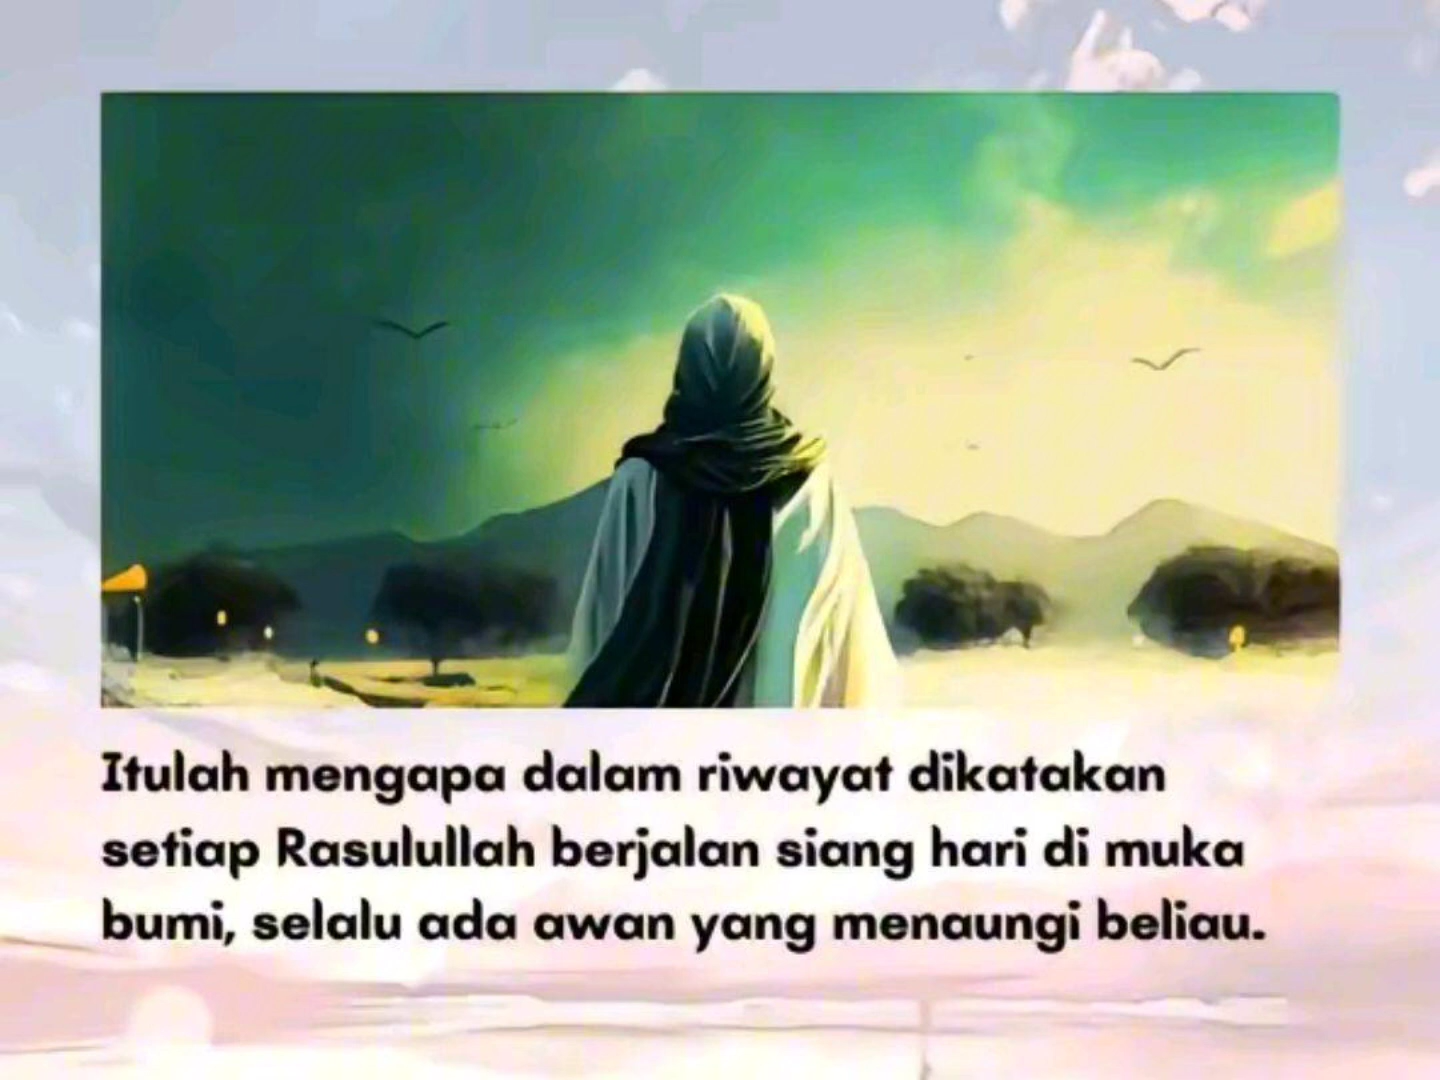 Itulah mengapa dalam riwayat dikatakan
setiap Rasulullah berjalan siang hari di muka
bumi, selalu ada awan yang menaungi beliau.